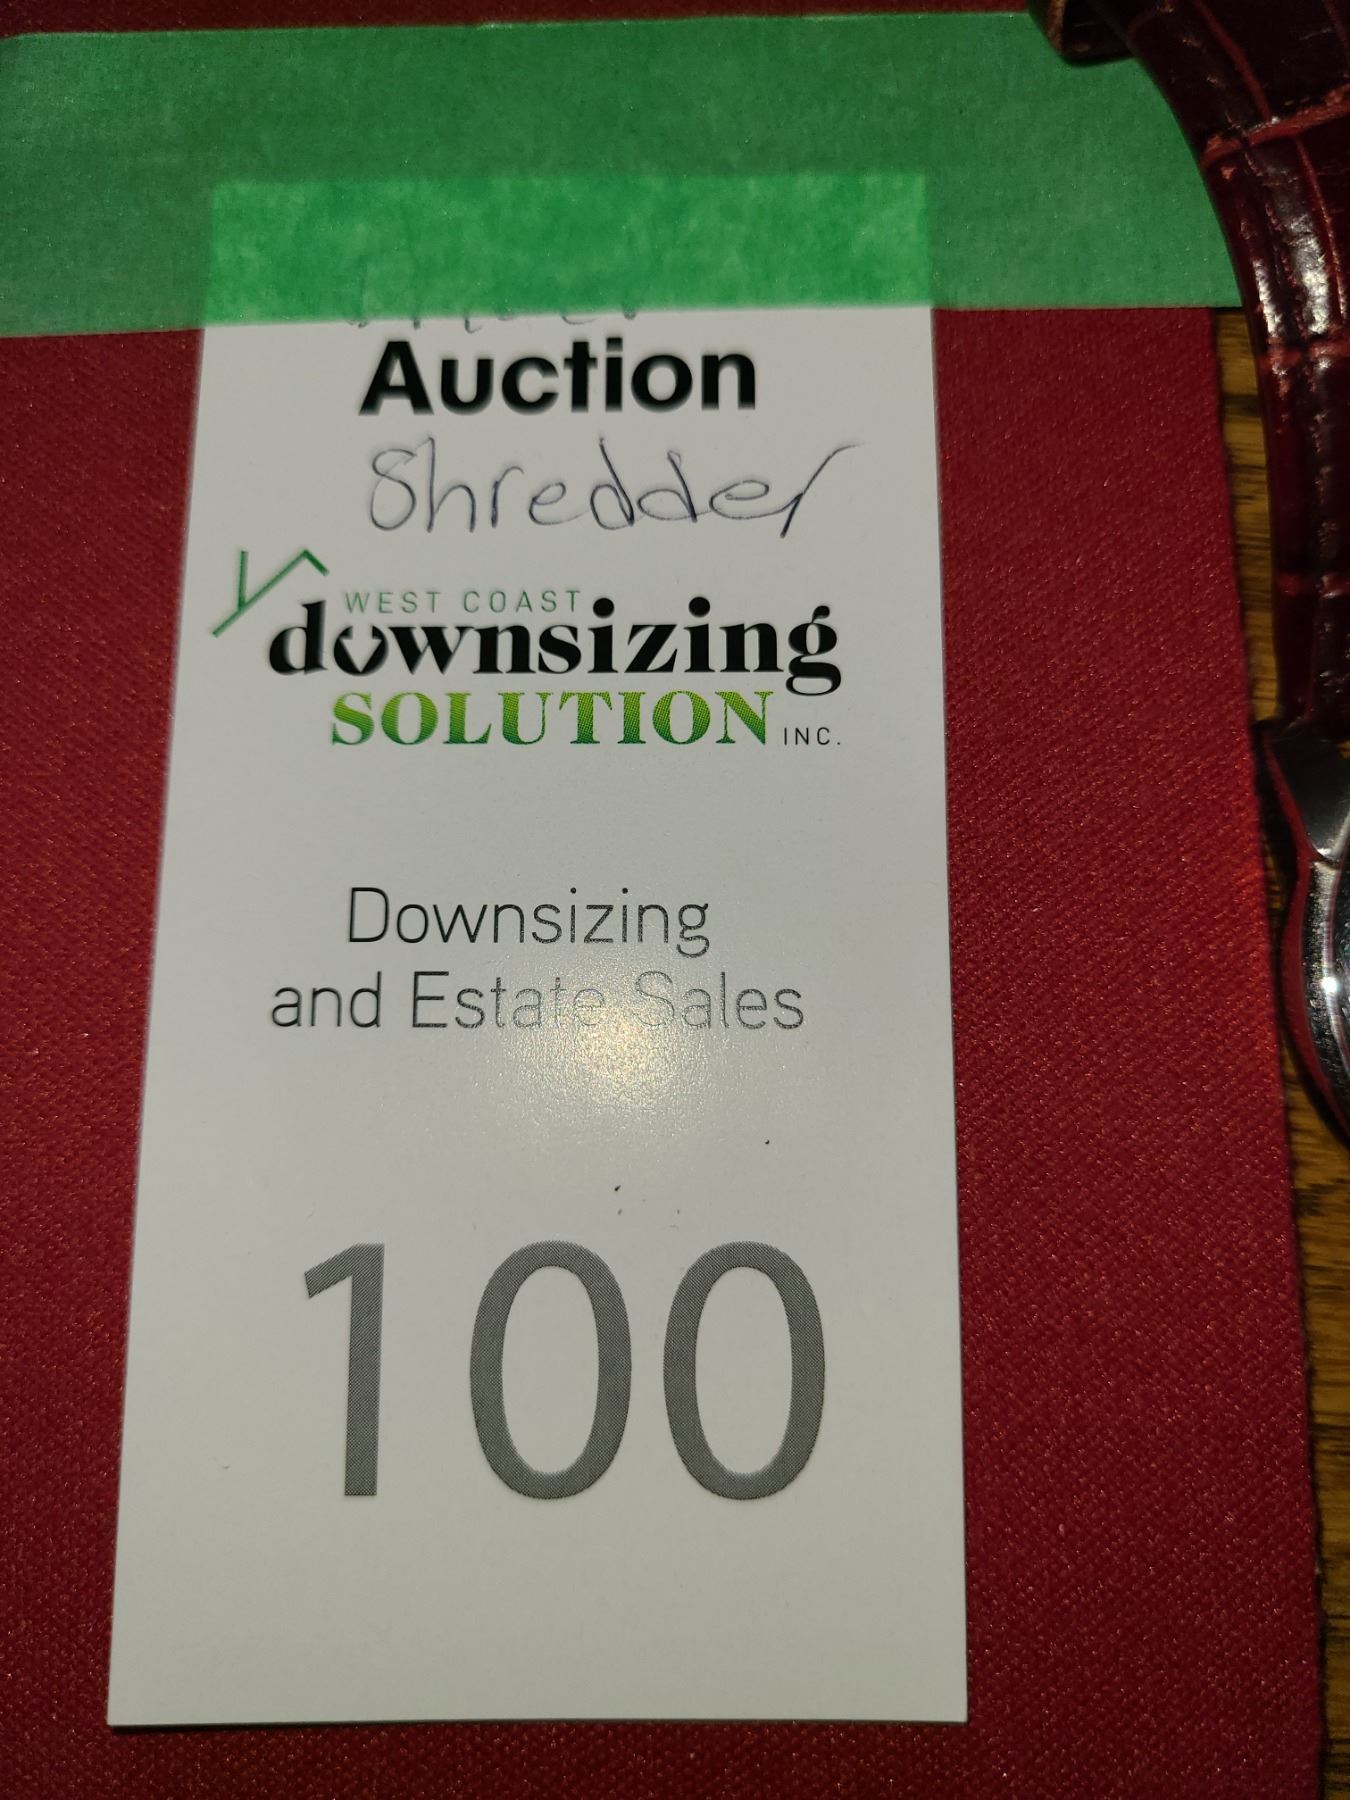 Auction
Shredder
WEST COAST
downsizing
SOLUTION INC.
Downsizing
and Estate Sales
100